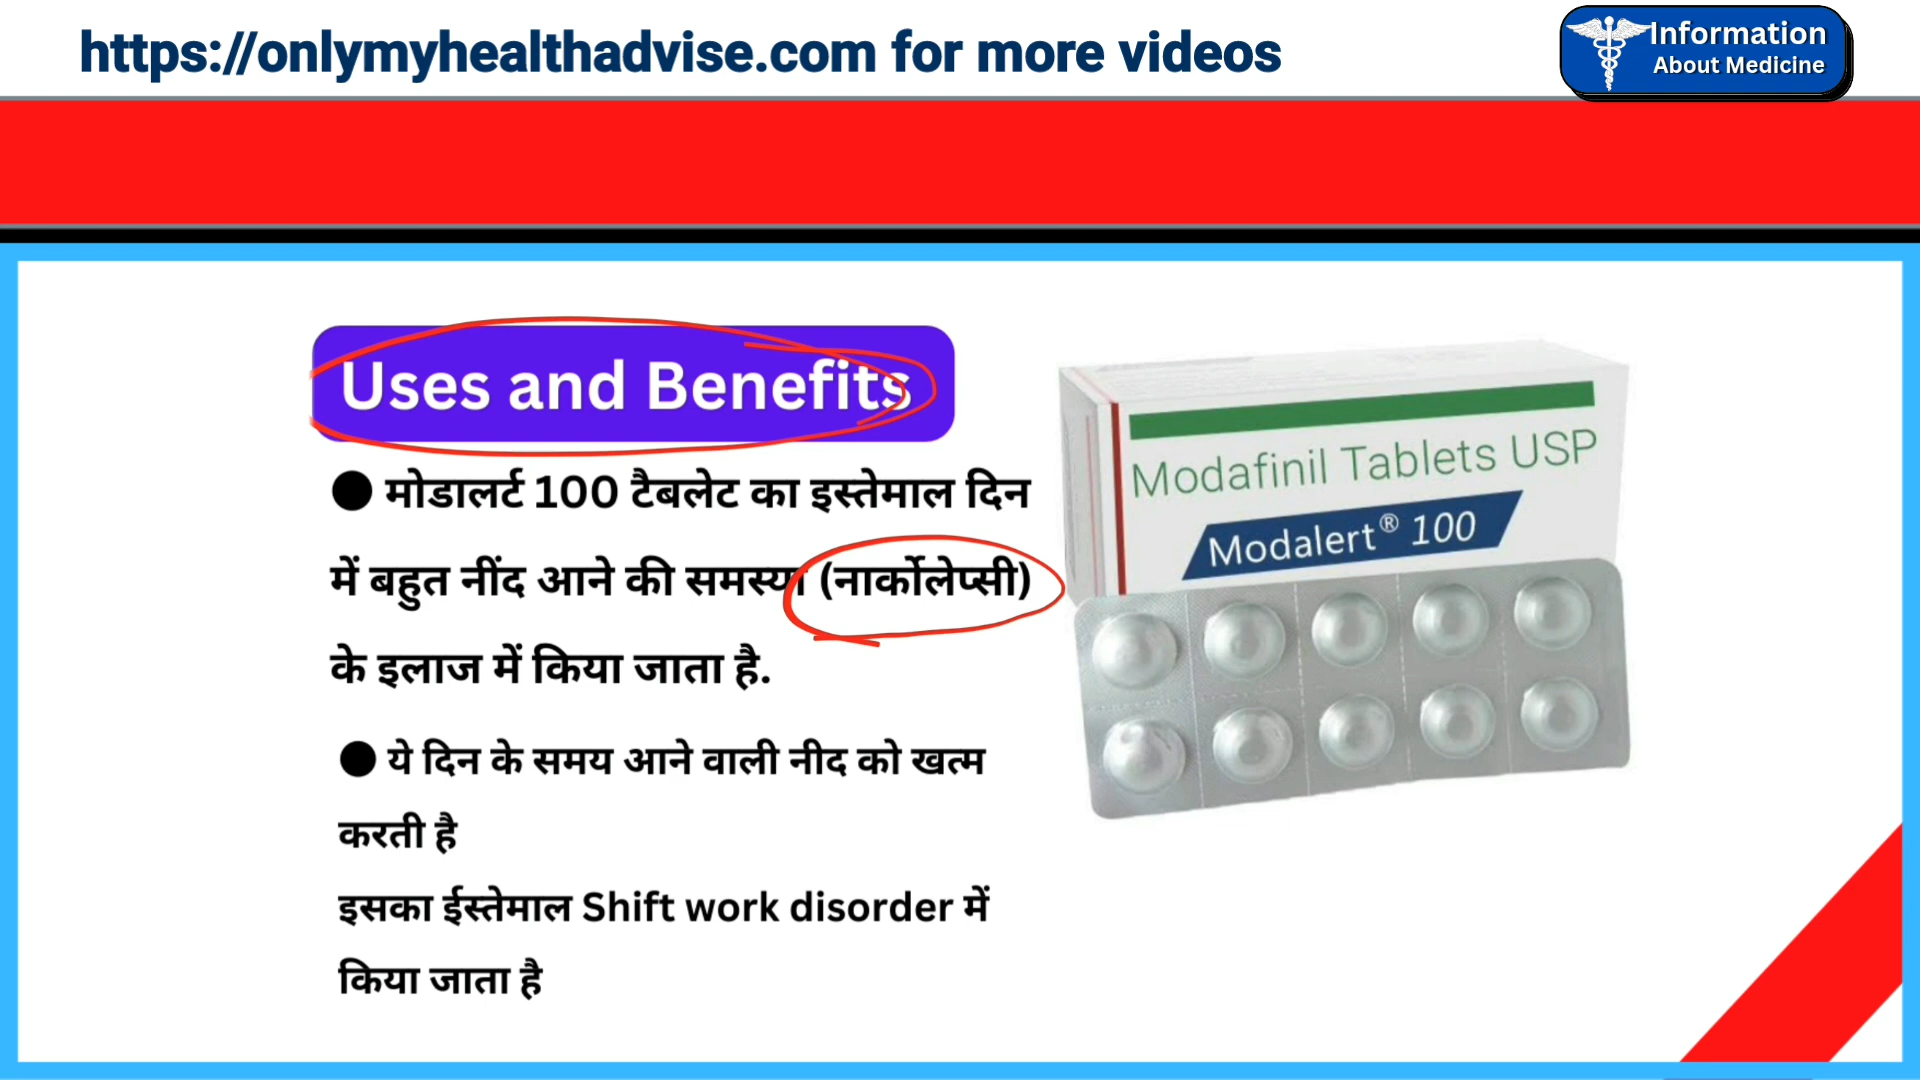 https://onlymyhealthadvise.com for more videos
Information
About Medicine
Uses and Benefits
● मोडालर्ट 100 टैबलेट का इस्तेमाल दिन
में बहुत नींद आने की समस्या (नार्कोलेप्सी)
के इलाज में किया जाता है.
● ये दिन के समय आने वाली नीद को खत्म
करती है
इसका ईस्तेमाल Shift work disorder में
किया जाता है
Modafinil Tablets USP
Modalert® 100